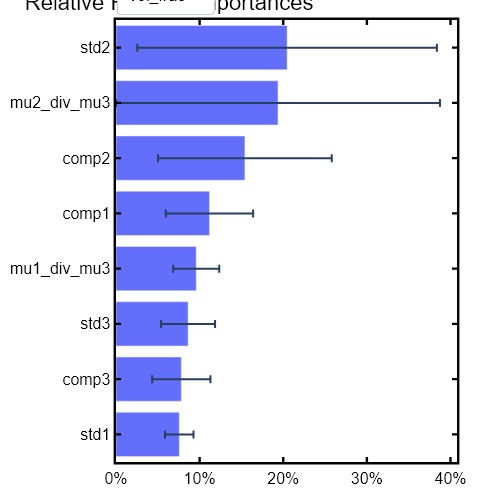 Relative F portances
std2
mu2_div_mu3
comp2
comp1
mu1_div_mu3
std3
comp3
std1
0% 10% 20% 30% 40%